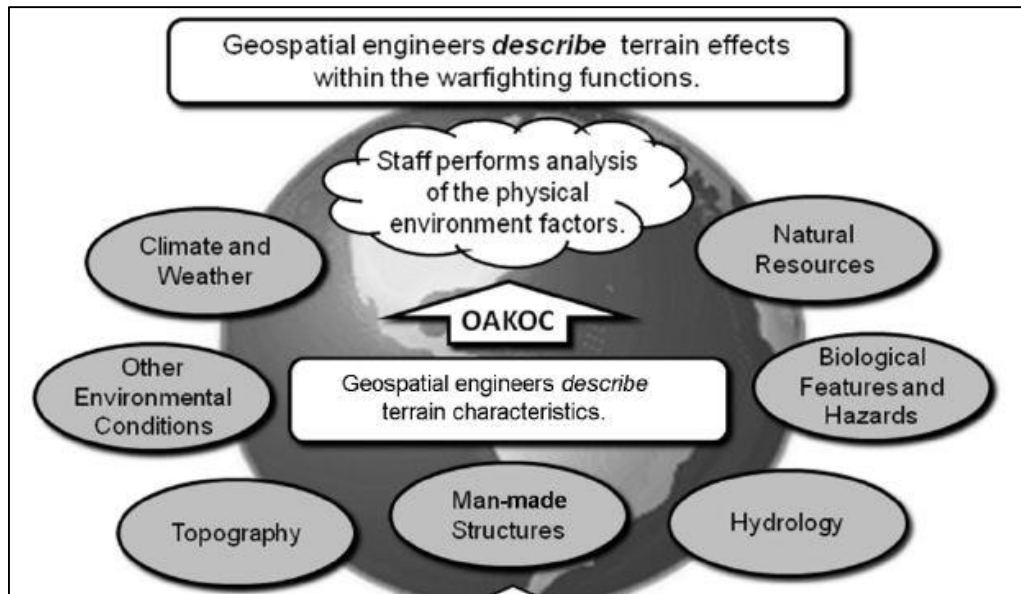 Geospatial engineers describe terrain effects
within the warfighting functions.
Staff performs analysis
of the physical
environment factors.
Climate and
Weather
Natural
Resources
OAKOC
Other
Environmental
Conditions
Geospatial engineers describe
terrain characteristics.
Biological
Features and
Hazards
Topography
Man-made
Structures
Hydrology